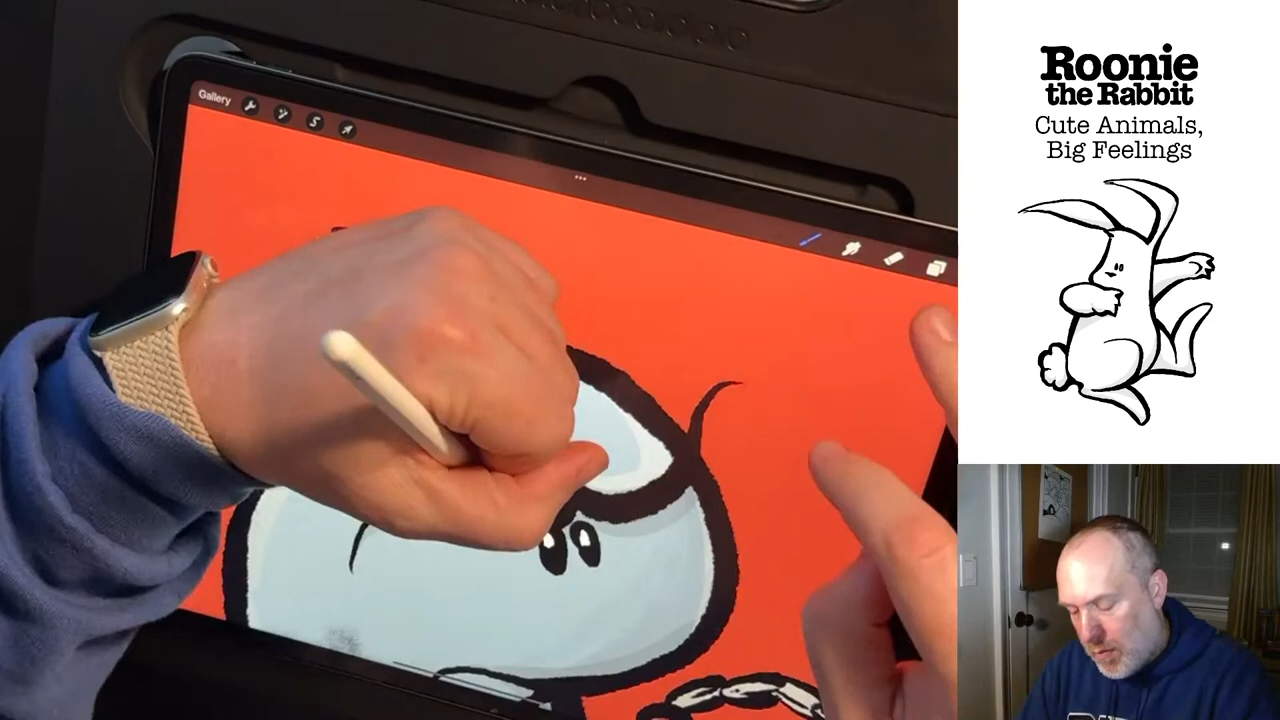 Gallery
Roonie
the Rabbit
Cute Animals,
Big Feelings